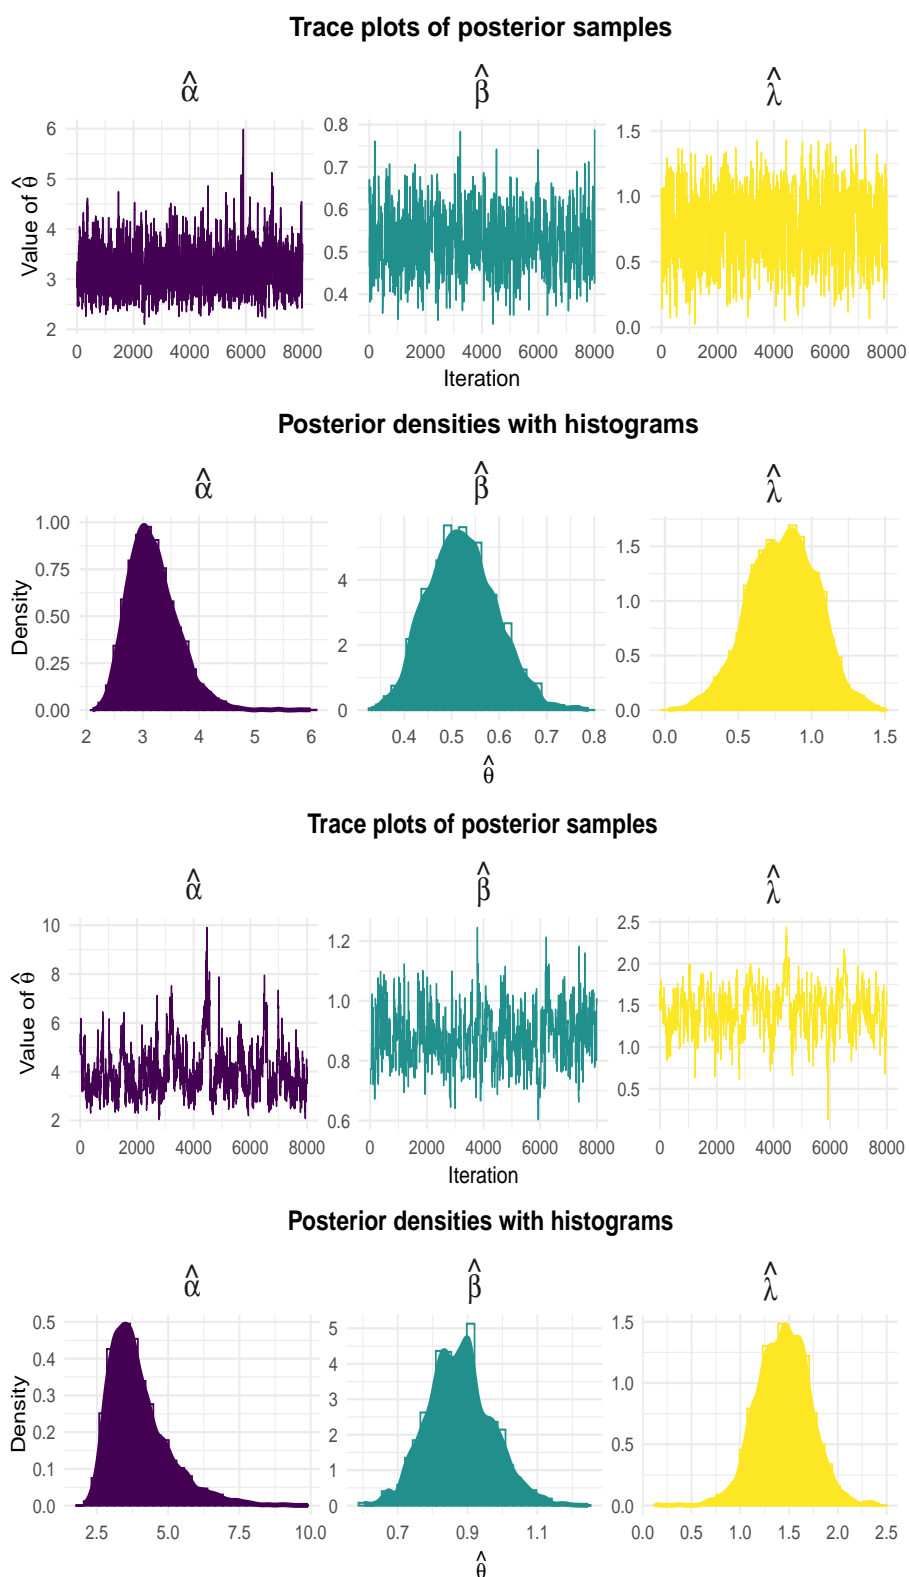 Trace plots of posterior samples
α̂ β̂ λ̂
Value of θ̂
6
5
4
3
2
0 2000 4000 6000 8000
0.8
0.7
0.6
0.5
0.4
0 2000 4000 6000 8000
1.5
1.0
0.5
0.0
0 2000 4000 6000 8000
Iteration
Posterior densities with histograms
α̂ β̂ λ̂
Density
1.00
0.75
0.50
0.25
0.00
2 3 4 5 6
4
2
0
0.4 0.5 0.6 0.7 0.8
1.5
1.0
0.5
0.0
0.0 0.5 1.0 1.5
θ̂
Trace plots of posterior samples
α̂ β̂ λ̂
Value of θ̂
10
8
6
4
2
0 2000 4000 6000 8000
1.2
1.0
0.8
0.6
0 2000 4000 6000 8000
2.5
2.0
1.5
1.0
0.5
0 2000 4000 6000 8000
Iteration
Posterior densities with histograms
α̂ β̂ λ̂
Density
0.5
0.4
0.3
0.2
0.1
0.0
2.5 5.0 7.5 10.0
5
4
3
2
1
0
0.7 0.9 1.1
1.5
1.0
0.5
0.0
0.0 0.5 1.0 1.5 2.0 2.5
θ̂